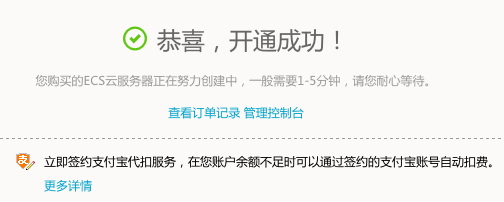 恭喜，开通成功！
您购买的ECS云服务器正在努力创建中，一般需要1-5分钟，请您耐心等待。
查看订单记录 管理控制台
支 立即签约支付宝代扣服务，在您账户余额不足时可以通过签约的支付宝账号自动扣费。
更多详情